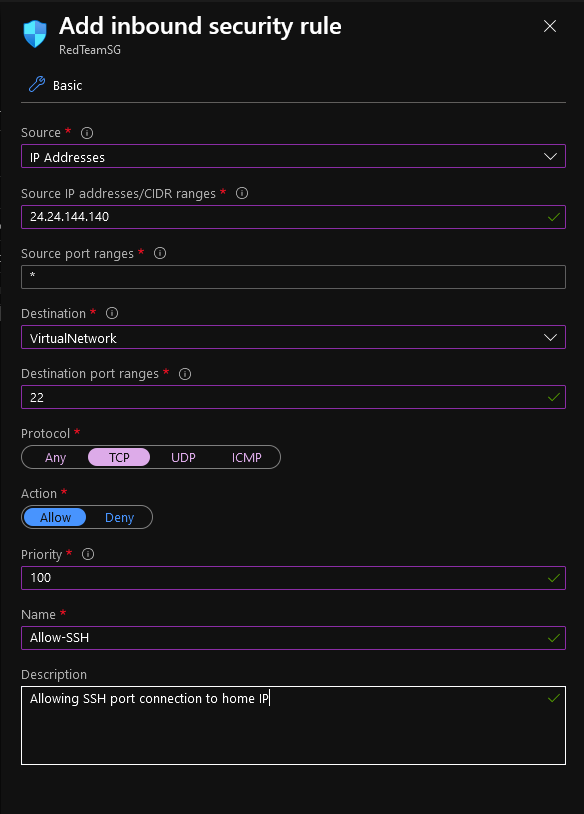 Add inbound security rule
RedTeamSG
Basic
Source *
IP Addresses
Source IP addresses/CIDR ranges *
24.24.144.140
Source port ranges *
*
Destination *
VirtualNetwork
Destination port ranges *
22
Protocol *
Any TCP UDP ICMP
Action *
Allow Deny
Priority *
100
Name *
Allow-SSH
Description
Allowing SSH port connection to home IP